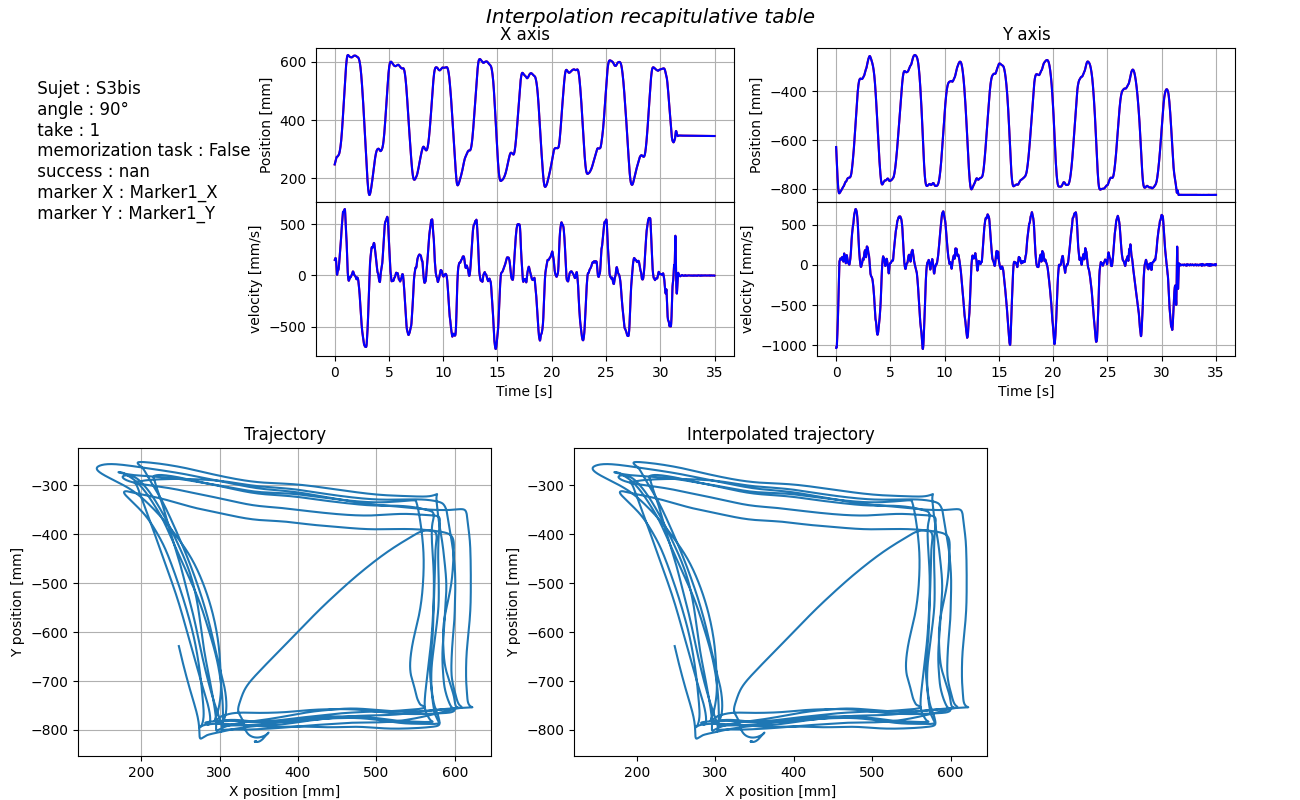 Interpolation recapitulative table
X axis
Y axis
Sujet : S3bis
angle : 90°
take : 1
memorization task : False
success : nan
marker X : Marker1_X
marker Y : Marker1_Y
Position [mm]
600
400
200
velocity [mm/s]
500
0
−500
0 5 10 15 20 25 30 35
Time [s]
Position [mm]
−400
−600
−800
velocity [mm/s]
500
0
−500
−1000
0 5 10 15 20 25 30 35
Time [s]
Trajectory
Y position [mm]
−300
−400
−500
−600
−700
−800
200 300 400 500 600
X position [mm]
Interpolated trajectory
Y position [mm]
−300
−400
−500
−600
−700
−800
200 300 400 500 600
X position [mm]